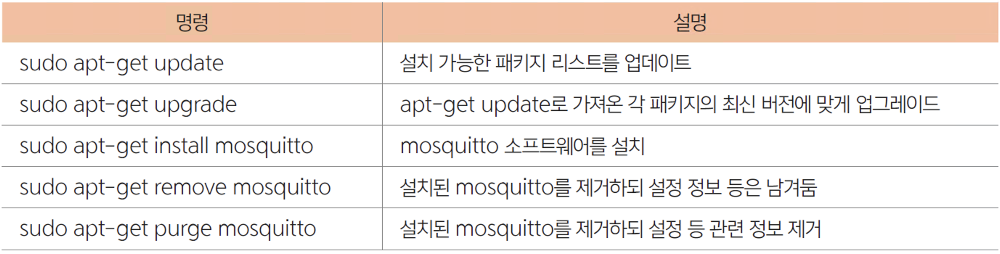 명령 설명
sudo apt-get update 설치 가능한 패키지 리스트를 업데이트
sudo apt-get upgrade apt-get update로 가져온 각 패키지의 최신 버전에 맞게 업그레이드
sudo apt-get install mosquitto mosquitto 소프트웨어를 설치
sudo apt-get remove mosquitto 설치된 mosquitto를 제거하되 설정 정보 등은 남겨둠
sudo apt-get purge mosquitto 설치된 mosquitto를 제거하되 설정 등 관련 정보 제거